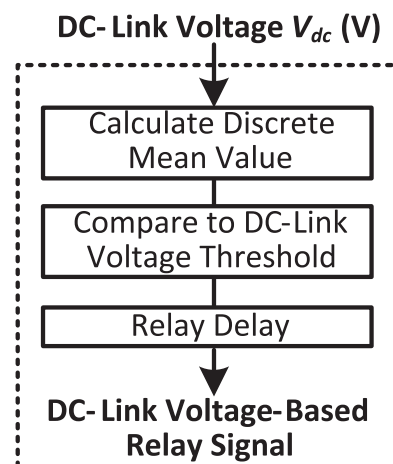 DC-Link Voltage Vdc (V)
Calculate Discrete
Mean Value
Compare to DC-Link
Voltage Threshold
Relay Delay
DC-Link Voltage-Based
Relay Signal